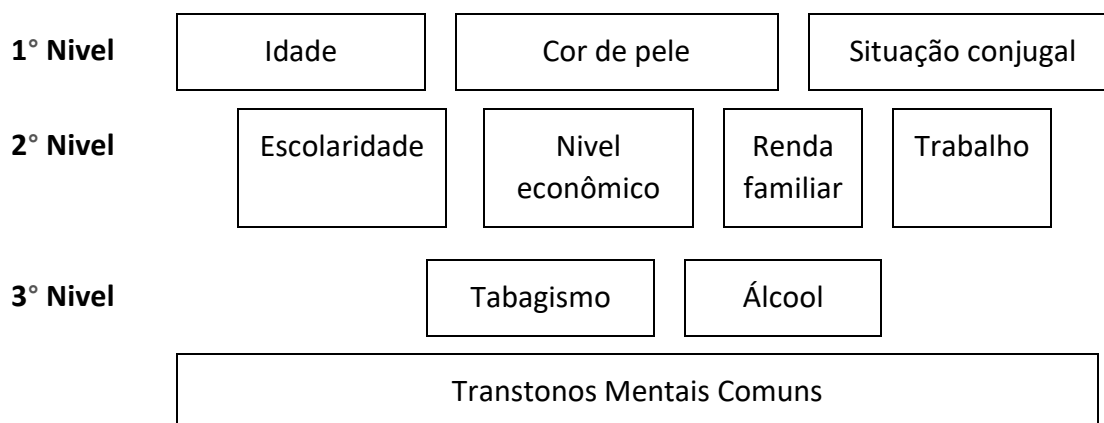 1° Nivel Idade Cor de pele Situação conjugal
2° Nivel Escolaridade Nivel econômico Renda familiar Trabalho
3° Nivel Tabagismo Álcool
Transtonos Mentais Comuns